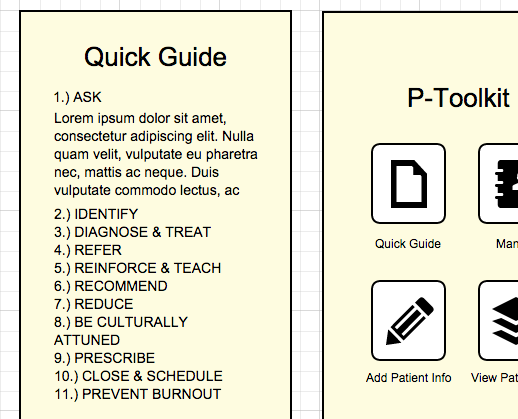 Quick Guide
1.) ASK
Lorem ipsum dolor sit amet,
consectetur adipiscing elit. Nulla
quam velit, vulputate eu pharetra
nec, mattis ac neque. Duis
vulputate commodo lectus, ac
2.) IDENTIFY
3.) DIAGNOSE & TREAT
4.) REFER
5.) REINFORCE & TEACH
6.) RECOMMEND
7.) REDUCE
8.) BE CULTURALLY
ATTUNED
9.) PRESCRIBE
10.) CLOSE & SCHEDULE
11.) PREVENT BURNOUT
P-Toolkit
Quick Guide
Add Patient Info View